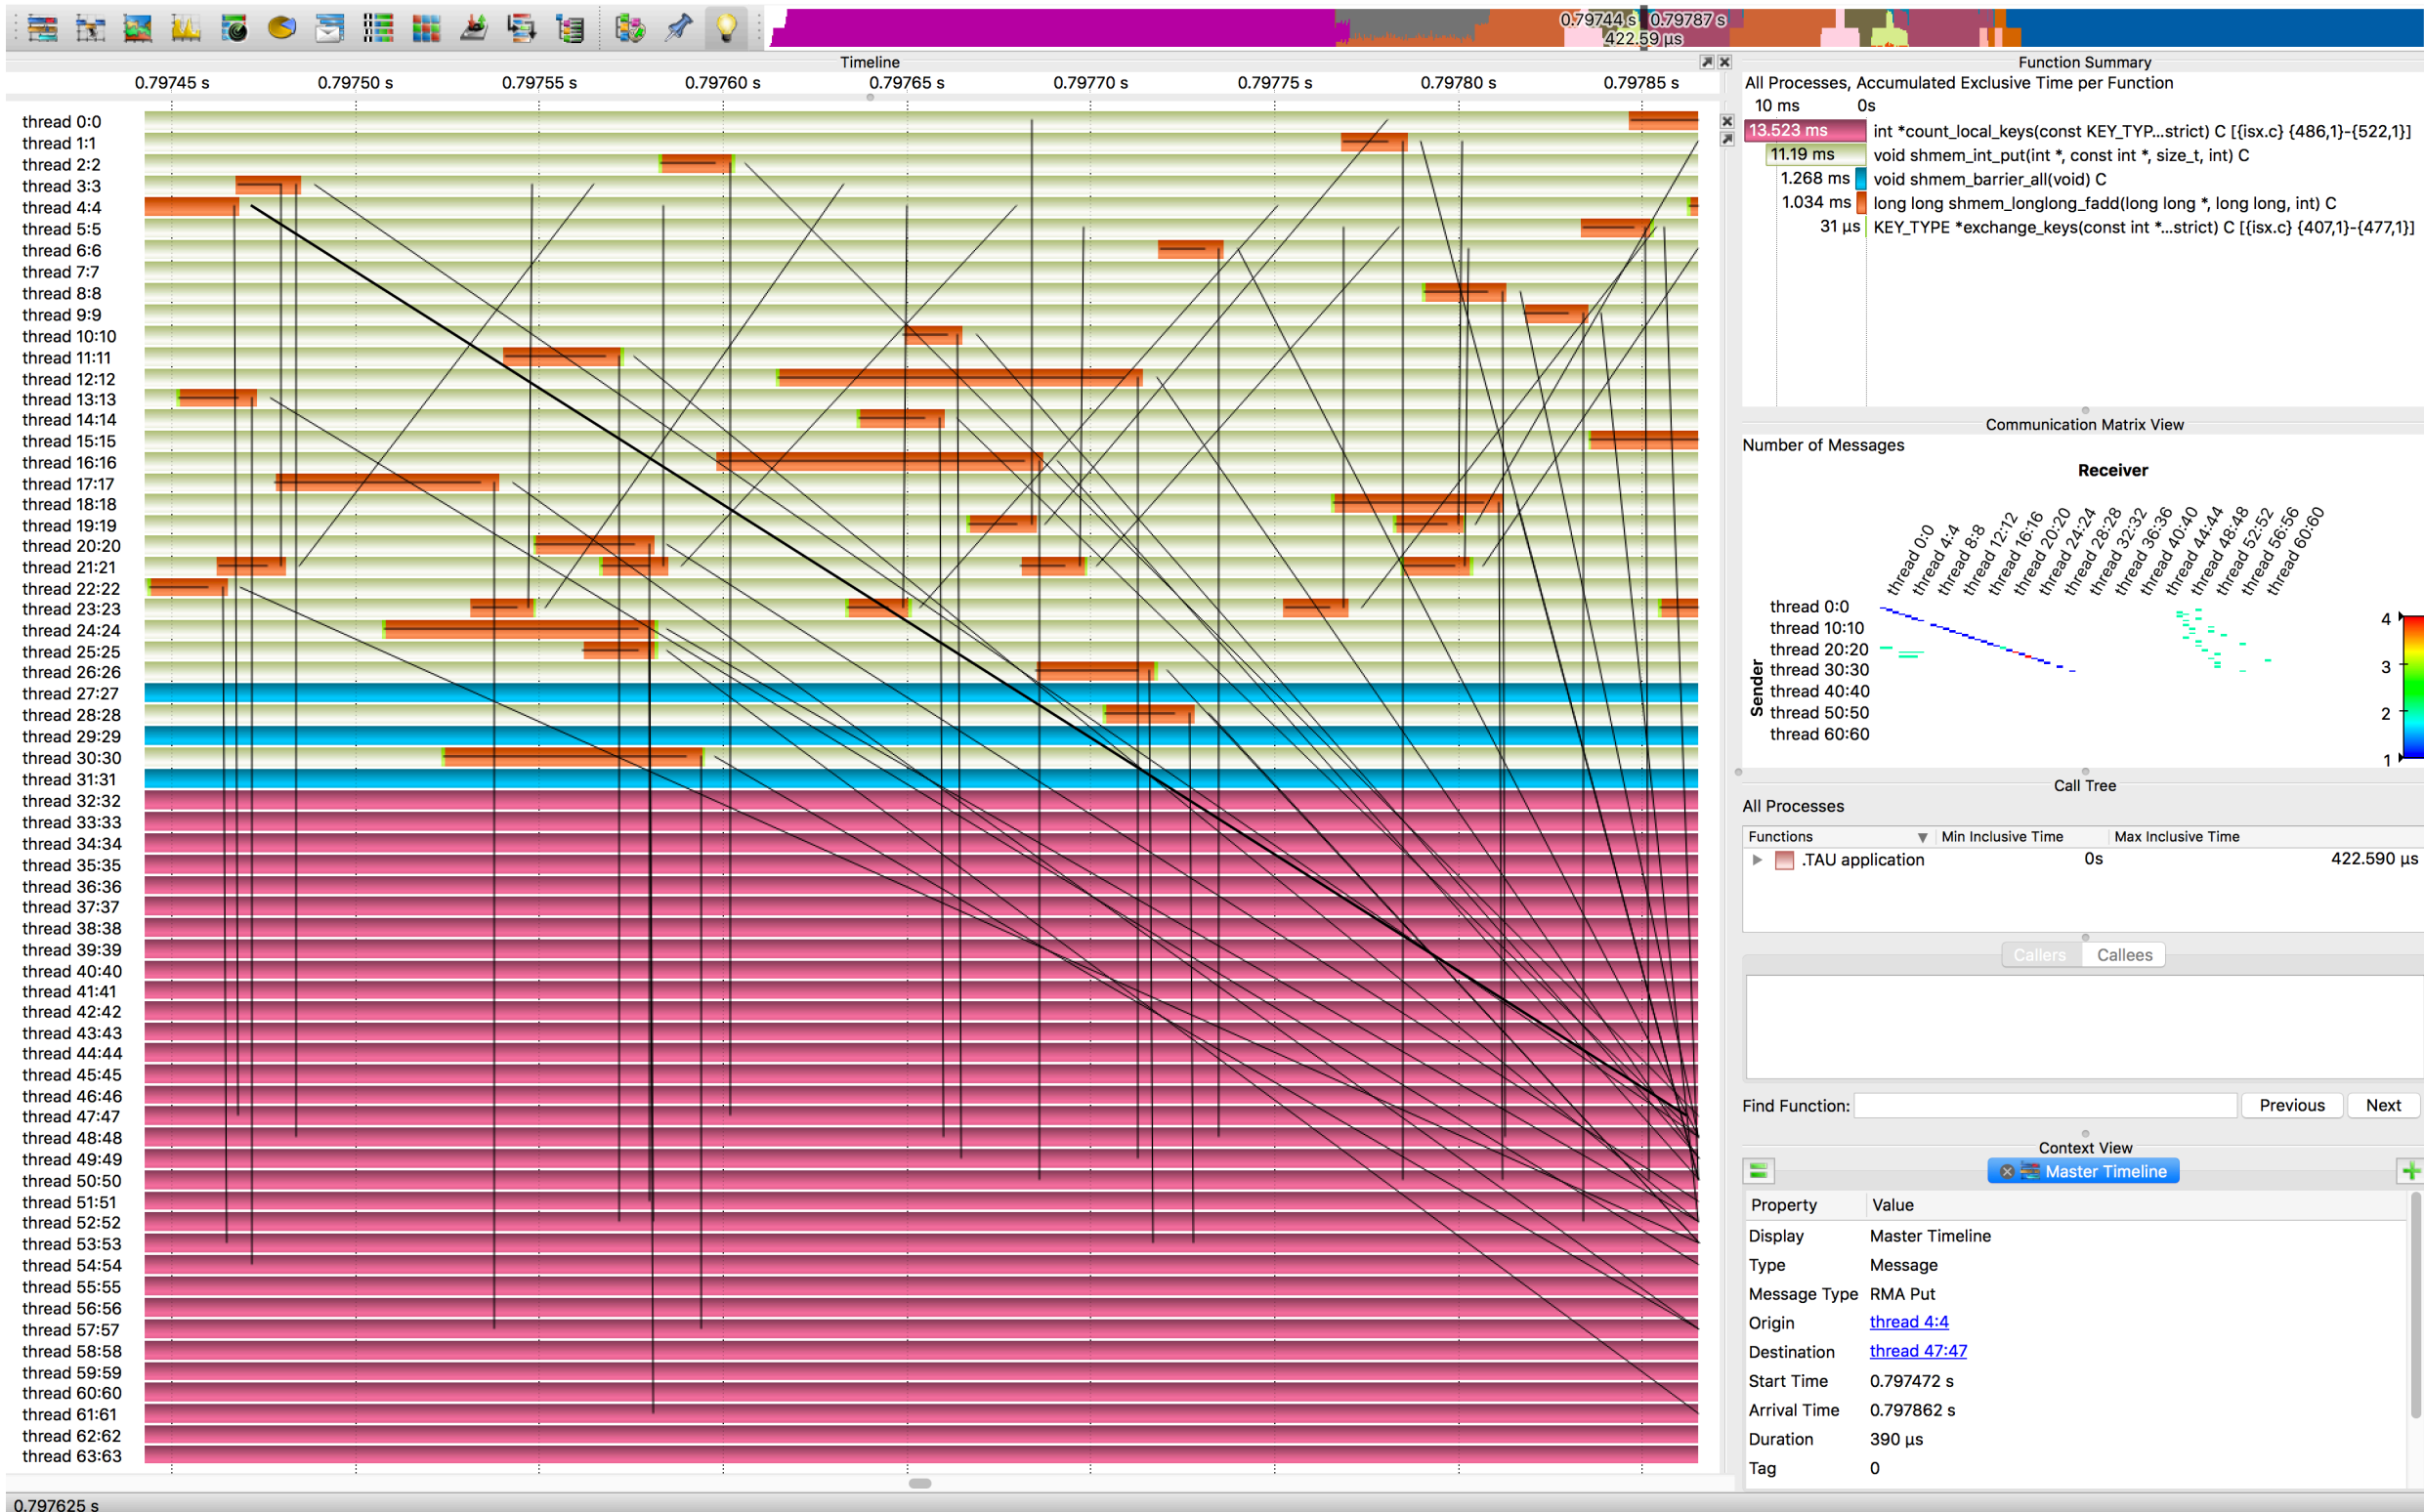 0.79744 s 0.79787 s
422.59 µs
Timeline
0.79745 s 0.79750 s 0.79755 s 0.79760 s 0.79765 s 0.79770 s 0.79775 s 0.79780 s 0.79785 s
thread 0:0
thread 1:1
thread 2:2
thread 3:3
thread 4:4
thread 5:5
thread 6:6
thread 7:7
thread 8:8
thread 9:9
thread 10:10
thread 11:11
thread 12:12
thread 13:13
thread 14:14
thread 15:15
thread 16:16
thread 17:17
thread 18:18
thread 19:19
thread 20:20
thread 21:21
thread 22:22
thread 23:23
thread 24:24
thread 25:25
thread 26:26
thread 27:27
thread 28:28
thread 29:29
thread 30:30
thread 31:31
thread 32:32
thread 33:33
thread 34:34
thread 35:35
thread 36:36
thread 37:37
thread 38:38
thread 39:39
thread 40:40
thread 41:41
thread 42:42
thread 43:43
thread 44:44
thread 45:45
thread 46:46
thread 47:47
thread 48:48
thread 49:49
thread 50:50
thread 51:51
thread 52:52
thread 53:53
thread 54:54
thread 55:55
thread 56:56
thread 57:57
thread 58:58
thread 59:59
thread 60:60
thread 61:61
thread 62:62
thread 63:63
0.797625 s
Function Summary
All Processes, Accumulated Exclusive Time per Function
10 ms 0s
13.523 ms int *count_local_keys(const KEY_TYP...strict) C [{isx.c} {486,1}-{522,1}]
11.19 ms void shmem_int_put(int *, const int *, size_t, int) C
1.268 ms void shmem_barrier_all(void) C
1.034 ms long long shmem_longlong_fadd(long long *, long long, int) C
31 µs KEY_TYPE *exchange_keys(const int *...strict) C [{isx.c} {407,1}-{477,1}]
Communication Matrix View
Number of Messages
Receiver
thread 0:0
thread 4:4
thread 8:8
thread 12:12
thread 16:16
thread 20:20
thread 24:24
thread 28:28
thread 32:32
thread 36:36
thread 40:40
thread 44:44
thread 48:48
thread 52:52
thread 56:56
thread 60:60
Sender
thread 0:0
thread 10:10
thread 20:20
thread 30:30
thread 40:40
thread 50:50
thread 60:60
4
3
2
1
Call Tree
All Processes
Functions Min Inclusive Time Max Inclusive Time
.TAU application 0s 422.590 µs
Callers Callees
Find Function: Previous Next
Context View
Master Timeline
Property Value
Display Master Timeline
Type Message
Message Type RMA Put
Origin thread 4:4
Destination thread 47:47
Start Time 0.797472 s
Arrival Time 0.797862 s
Duration 390 µs
Tag 0